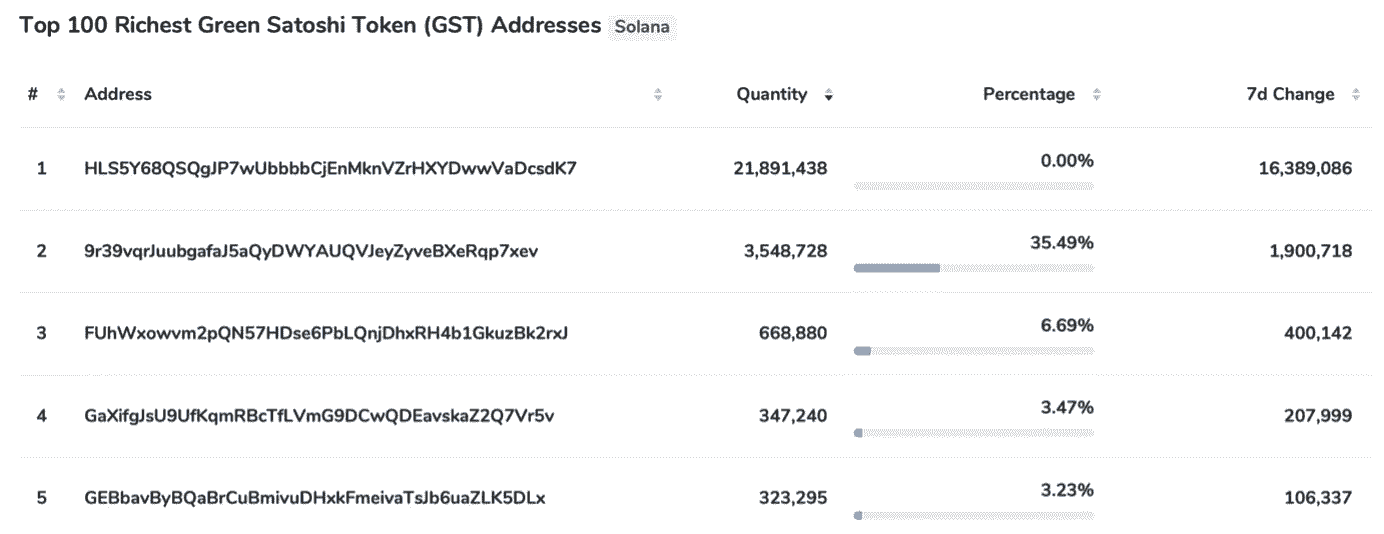 Top 100 Richest Green Satoshi Token (GST) Addresses Solana
# Address Quantity Percentage 7d Change
1 HLS5Y68QSQgJP7wUbbbbCjEnMknVZrHXYDwwVaDcsdK7 21,891,438 0.00% 16,389,086
2 9r39vqrJuubgafaJ5aQyDWYAUQVJeyZyveBXeRqp7xev 3,548,728 35.49% 1,900,718
3 FUhWxowvm2pQN57HDse6PbLQnjDhxRH4b1GkuzBk2rxJ 668,880 6.69% 400,142
4 GaXifgJsU9UfKqmRBcTfLVmG9DCwQDEavskaZ2Q7Vr5v 347,240 3.47% 207,999
5 GEBbavByBQaBrCuBmivuDHxkFmeivaTsJb6uaZLK5DLx 323,295 3.23% 106,337